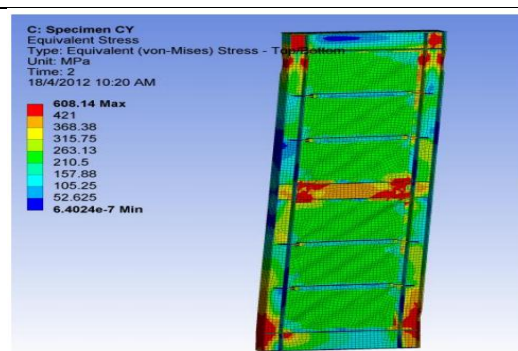 C: Specimen CY
Equivalent Stress
Type: Equivalent (von-Mises) Stress - Top/Bottom
Unit: MPa
Time: 2
18/4/2012 10:20 AM
608.14 Max
421
368.38
315.75
263.13
210.5
157.88
105.25
52.625
6.4024e-7 Min